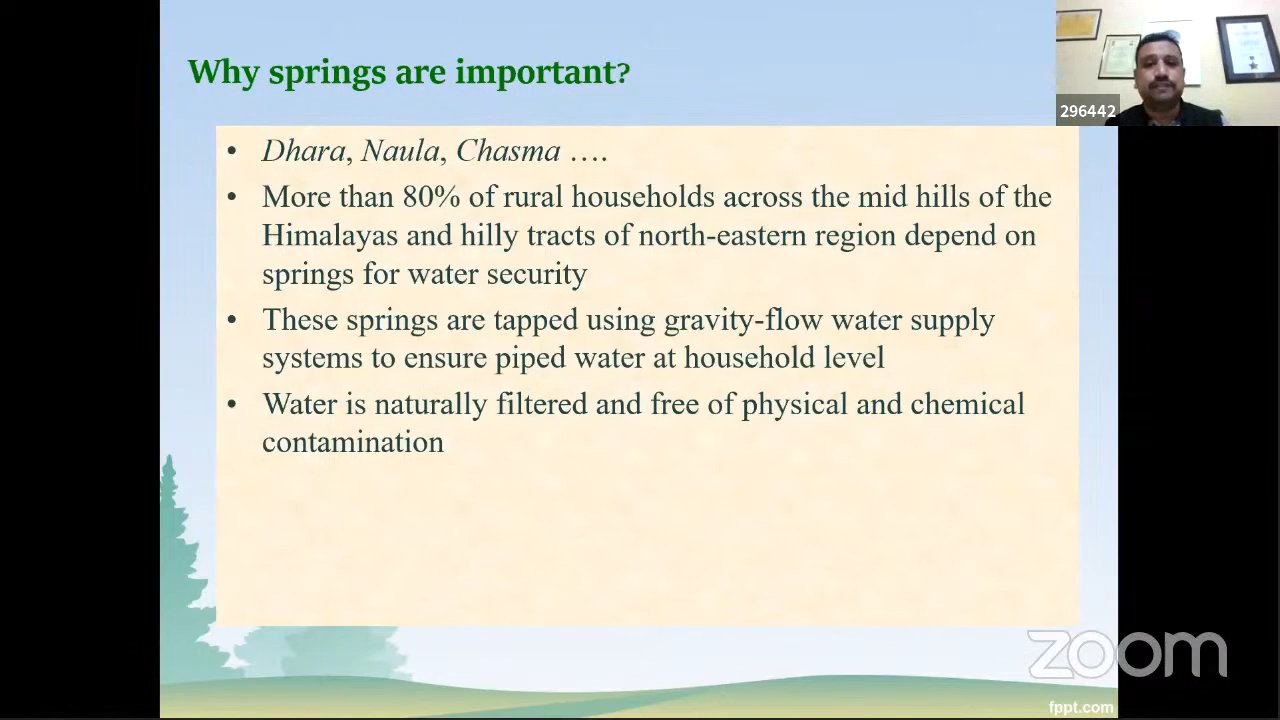 Why springs are important?
296442
• Dhara, Naula, Chasma ….
• More than 80% of rural households across the mid hills of the
Himalayas and hilly tracts of north-eastern region depend on
springs for water security
• These springs are tapped using gravity-flow water supply
systems to ensure piped water at household level
• Water is naturally filtered and free of physical and chemical
contamination
zoom
fppt.com